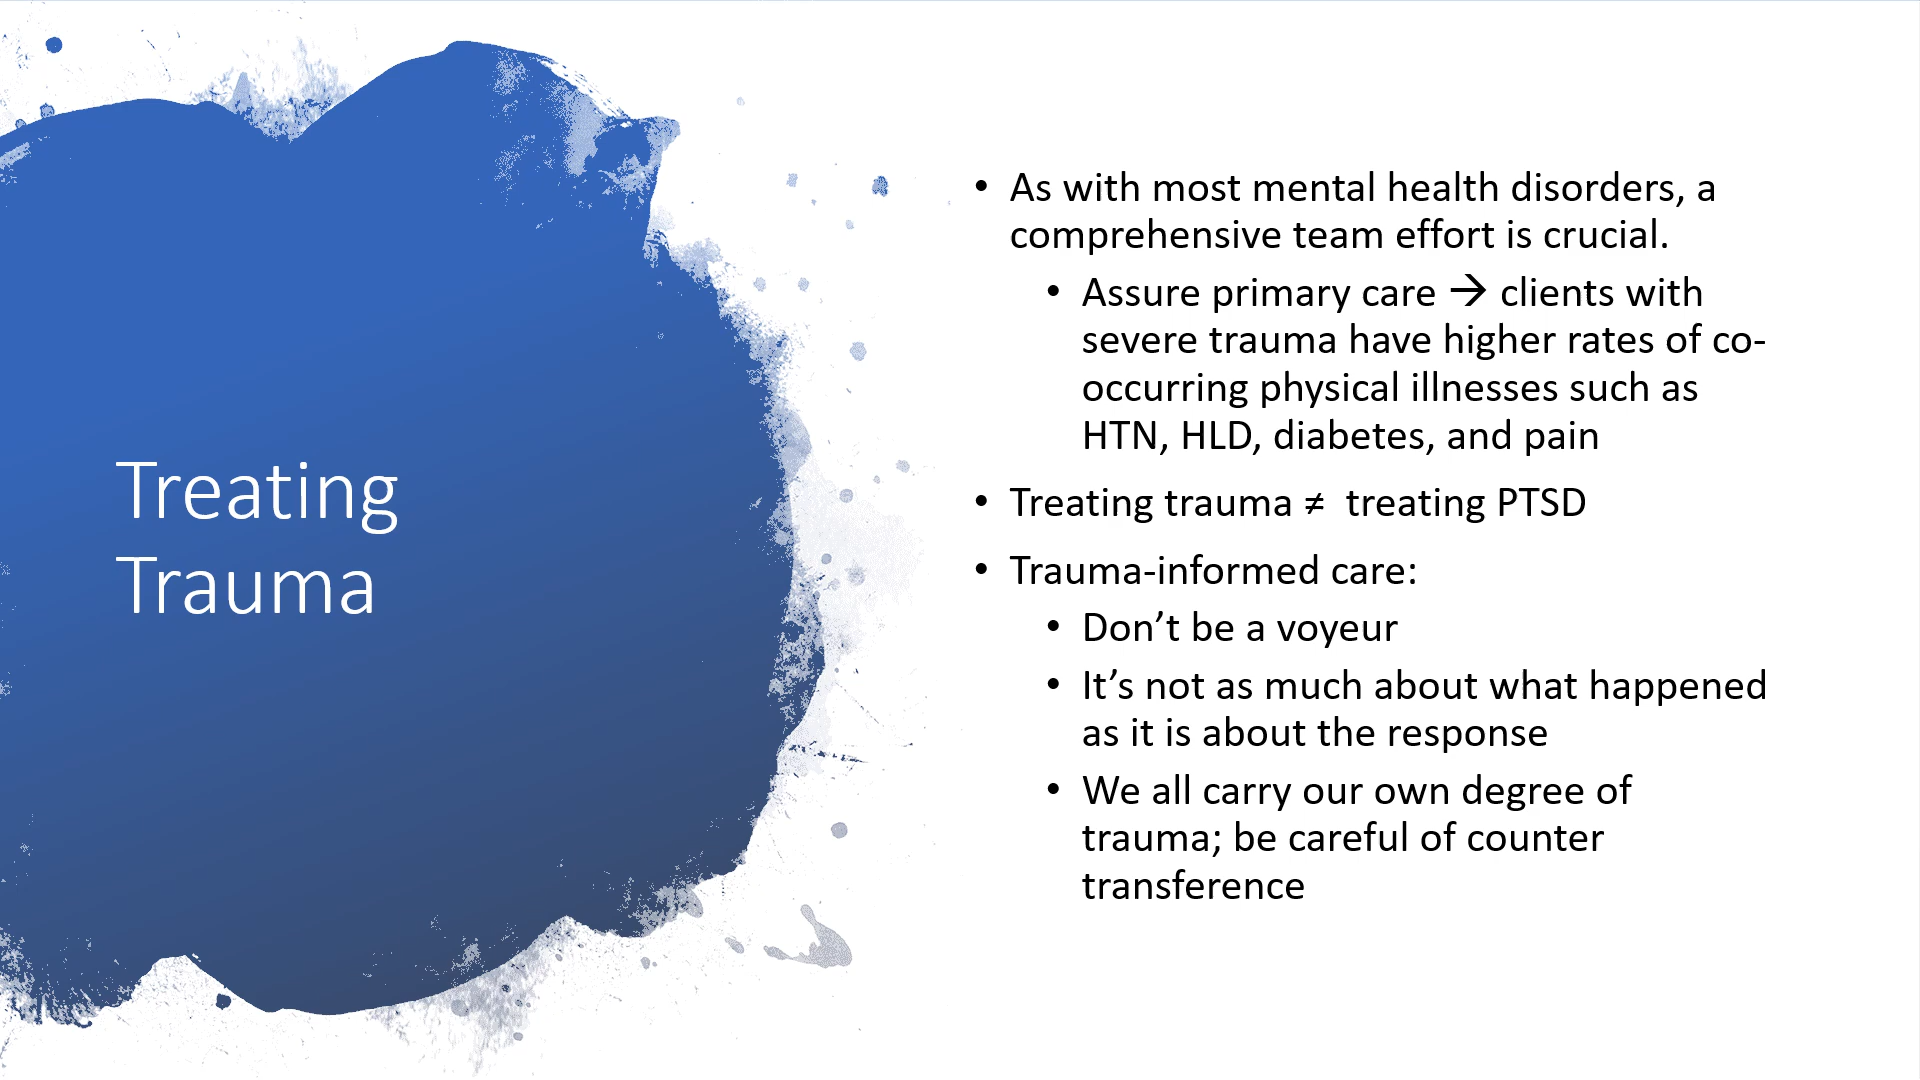 Treating
Trauma
• As with most mental health disorders, a
comprehensive team effort is crucial.
• Assure primary care → clients with
severe trauma have higher rates of co-
occurring physical illnesses such as
HTN, HLD, diabetes, and pain
• Treating trauma ≠  treating PTSD
• Trauma-informed care:
• Don’t be a voyeur
• It’s not as much about what happened
as it is about the response
• We all carry our own degree of
trauma; be careful of counter
transference